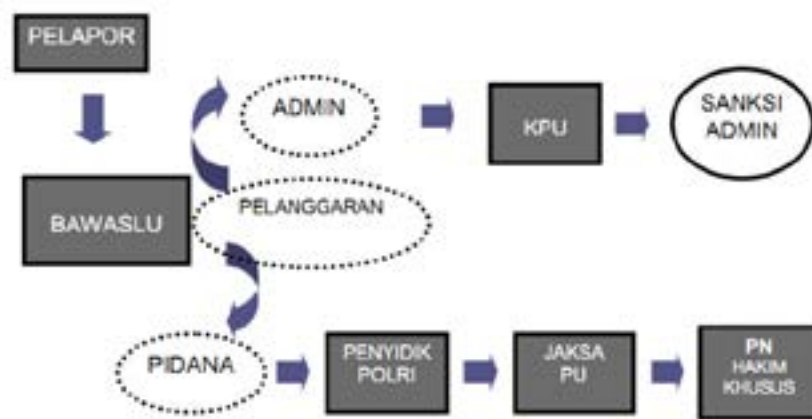 PELAPOR
ADMIN
KPU
SANKSI
ADMIN
BAWASLU
PELANGGARAN
PIDANA
PENYIDIK
POLRI
JAKSA
PU
PN
HAKIM
KHUSUS